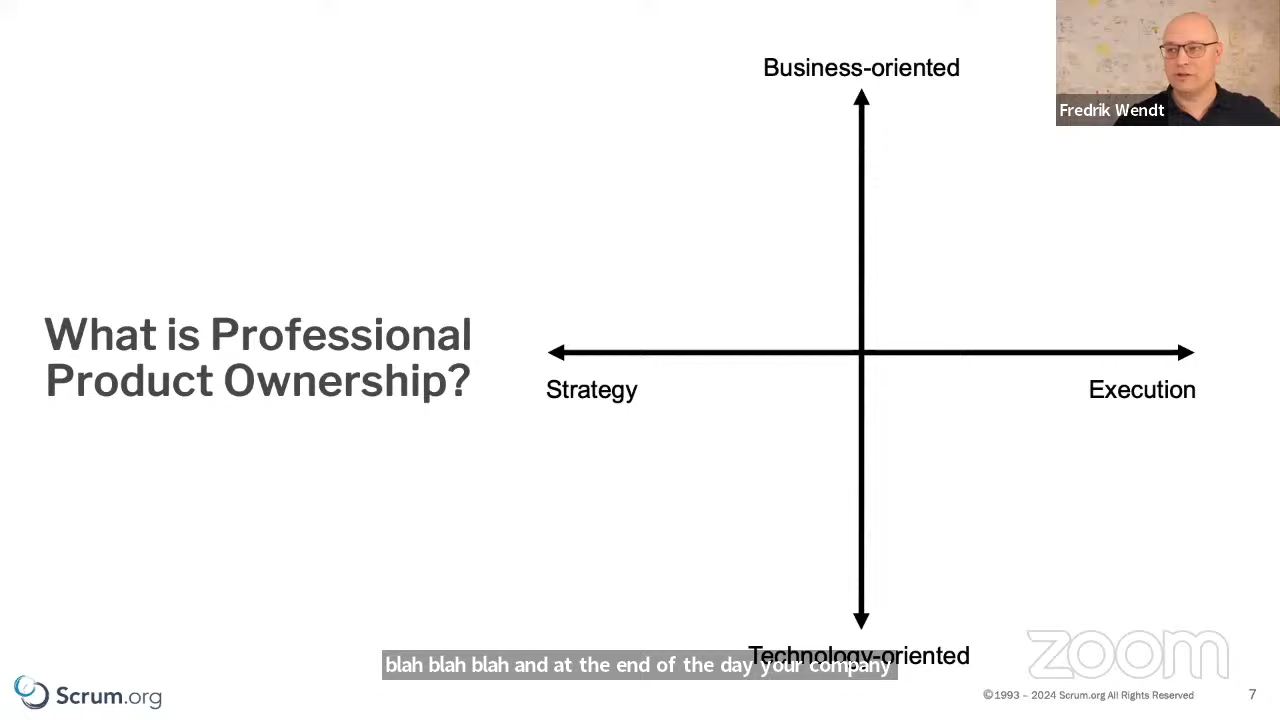 Business-oriented
Fredrik Wendt
What is Professional
Product Ownership?
Strategy
Execution
Technology-oriented
blah blah blah and at the end of the day your company
zoom
Scrum.org
©1993 – 2024 Scrum.org All Rights Reserved
7